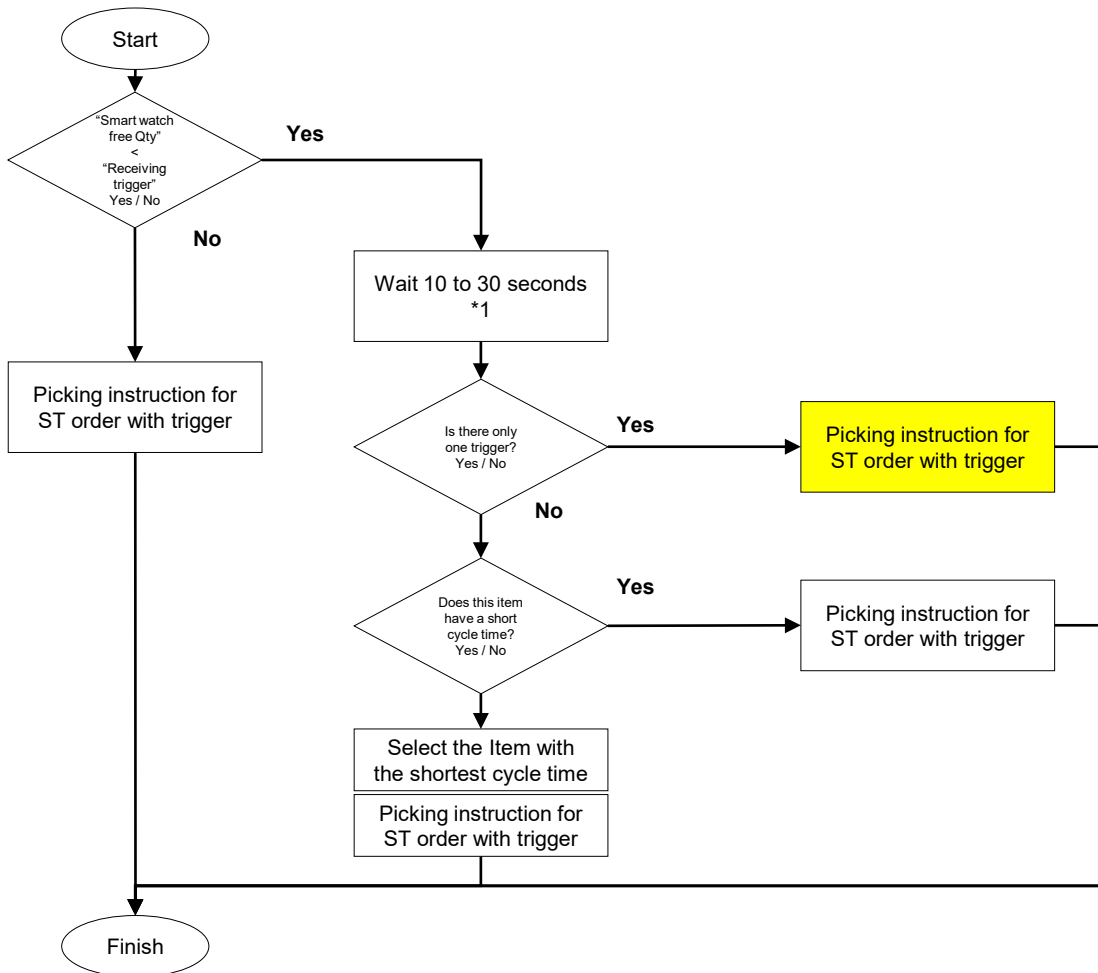 Start
“Smart watch
free Qty”
<
“Receiving
trigger”
Yes / No
Yes
No
Wait 10 to 30 seconds
*1
Picking instruction for
ST order with trigger
Is there only
one trigger?
Yes / No
Yes
Picking instruction for
ST order with trigger
No
Does this item
have a short
cycle time?
Yes / No
Yes
Picking instruction for
ST order with trigger
Select the Item with
the shortest cycle time
Picking instruction for
ST order with trigger
Finish